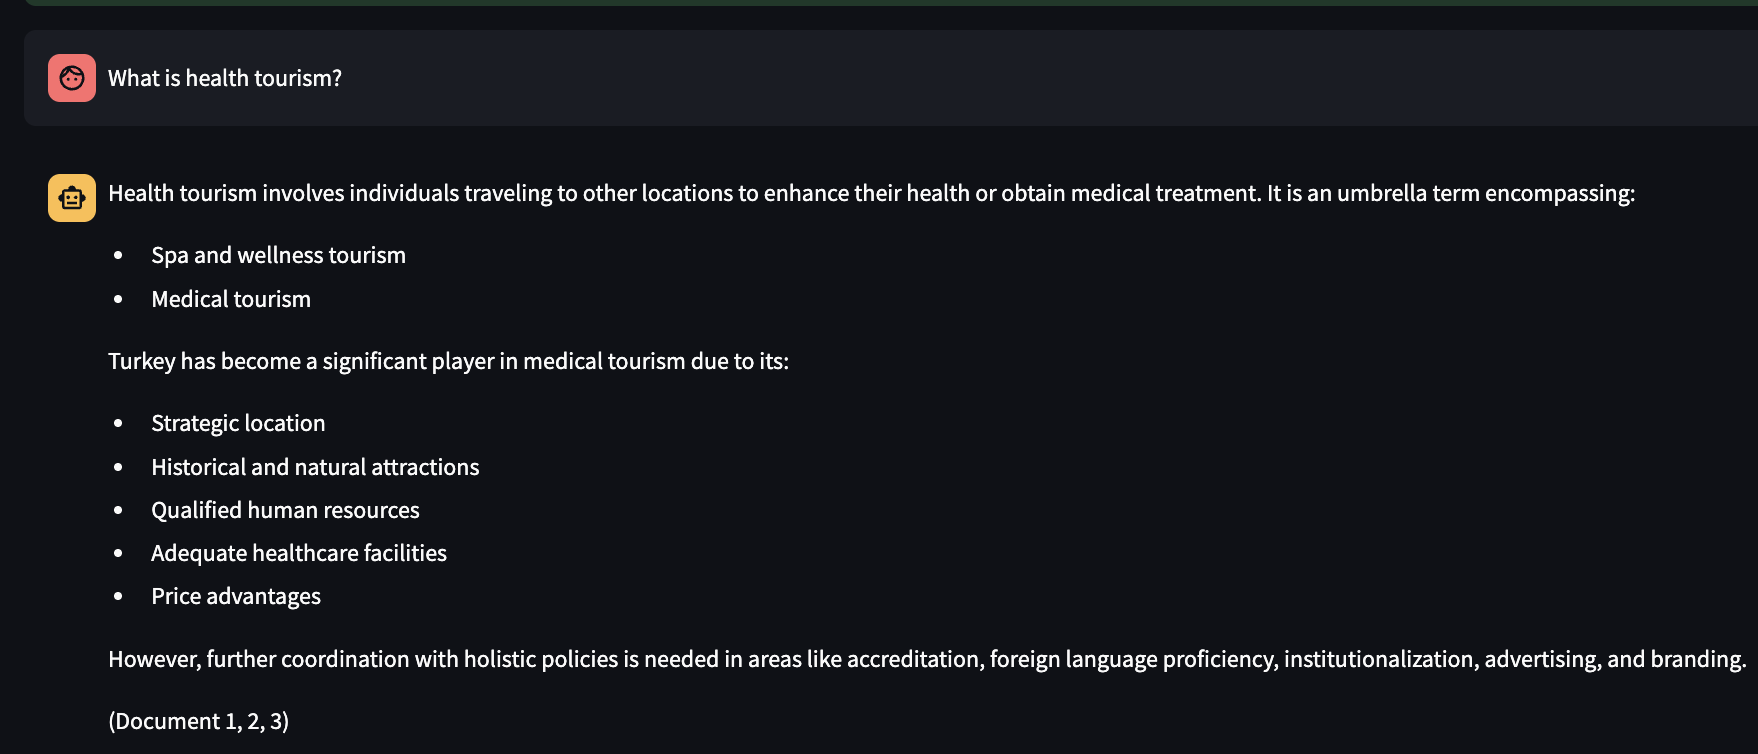 What is health tourism?
Health tourism involves individuals traveling to other locations to enhance their health or obtain medical treatment. It is an umbrella term encompassing:
• Spa and wellness tourism
• Medical tourism
Turkey has become a significant player in medical tourism due to its:
• Strategic location
• Historical and natural attractions
• Qualified human resources
• Adequate healthcare facilities
• Price advantages
However, further coordination with holistic policies is needed in areas like accreditation, foreign language proficiency, institutionalization, advertising, and branding.
(Document 1, 2, 3)